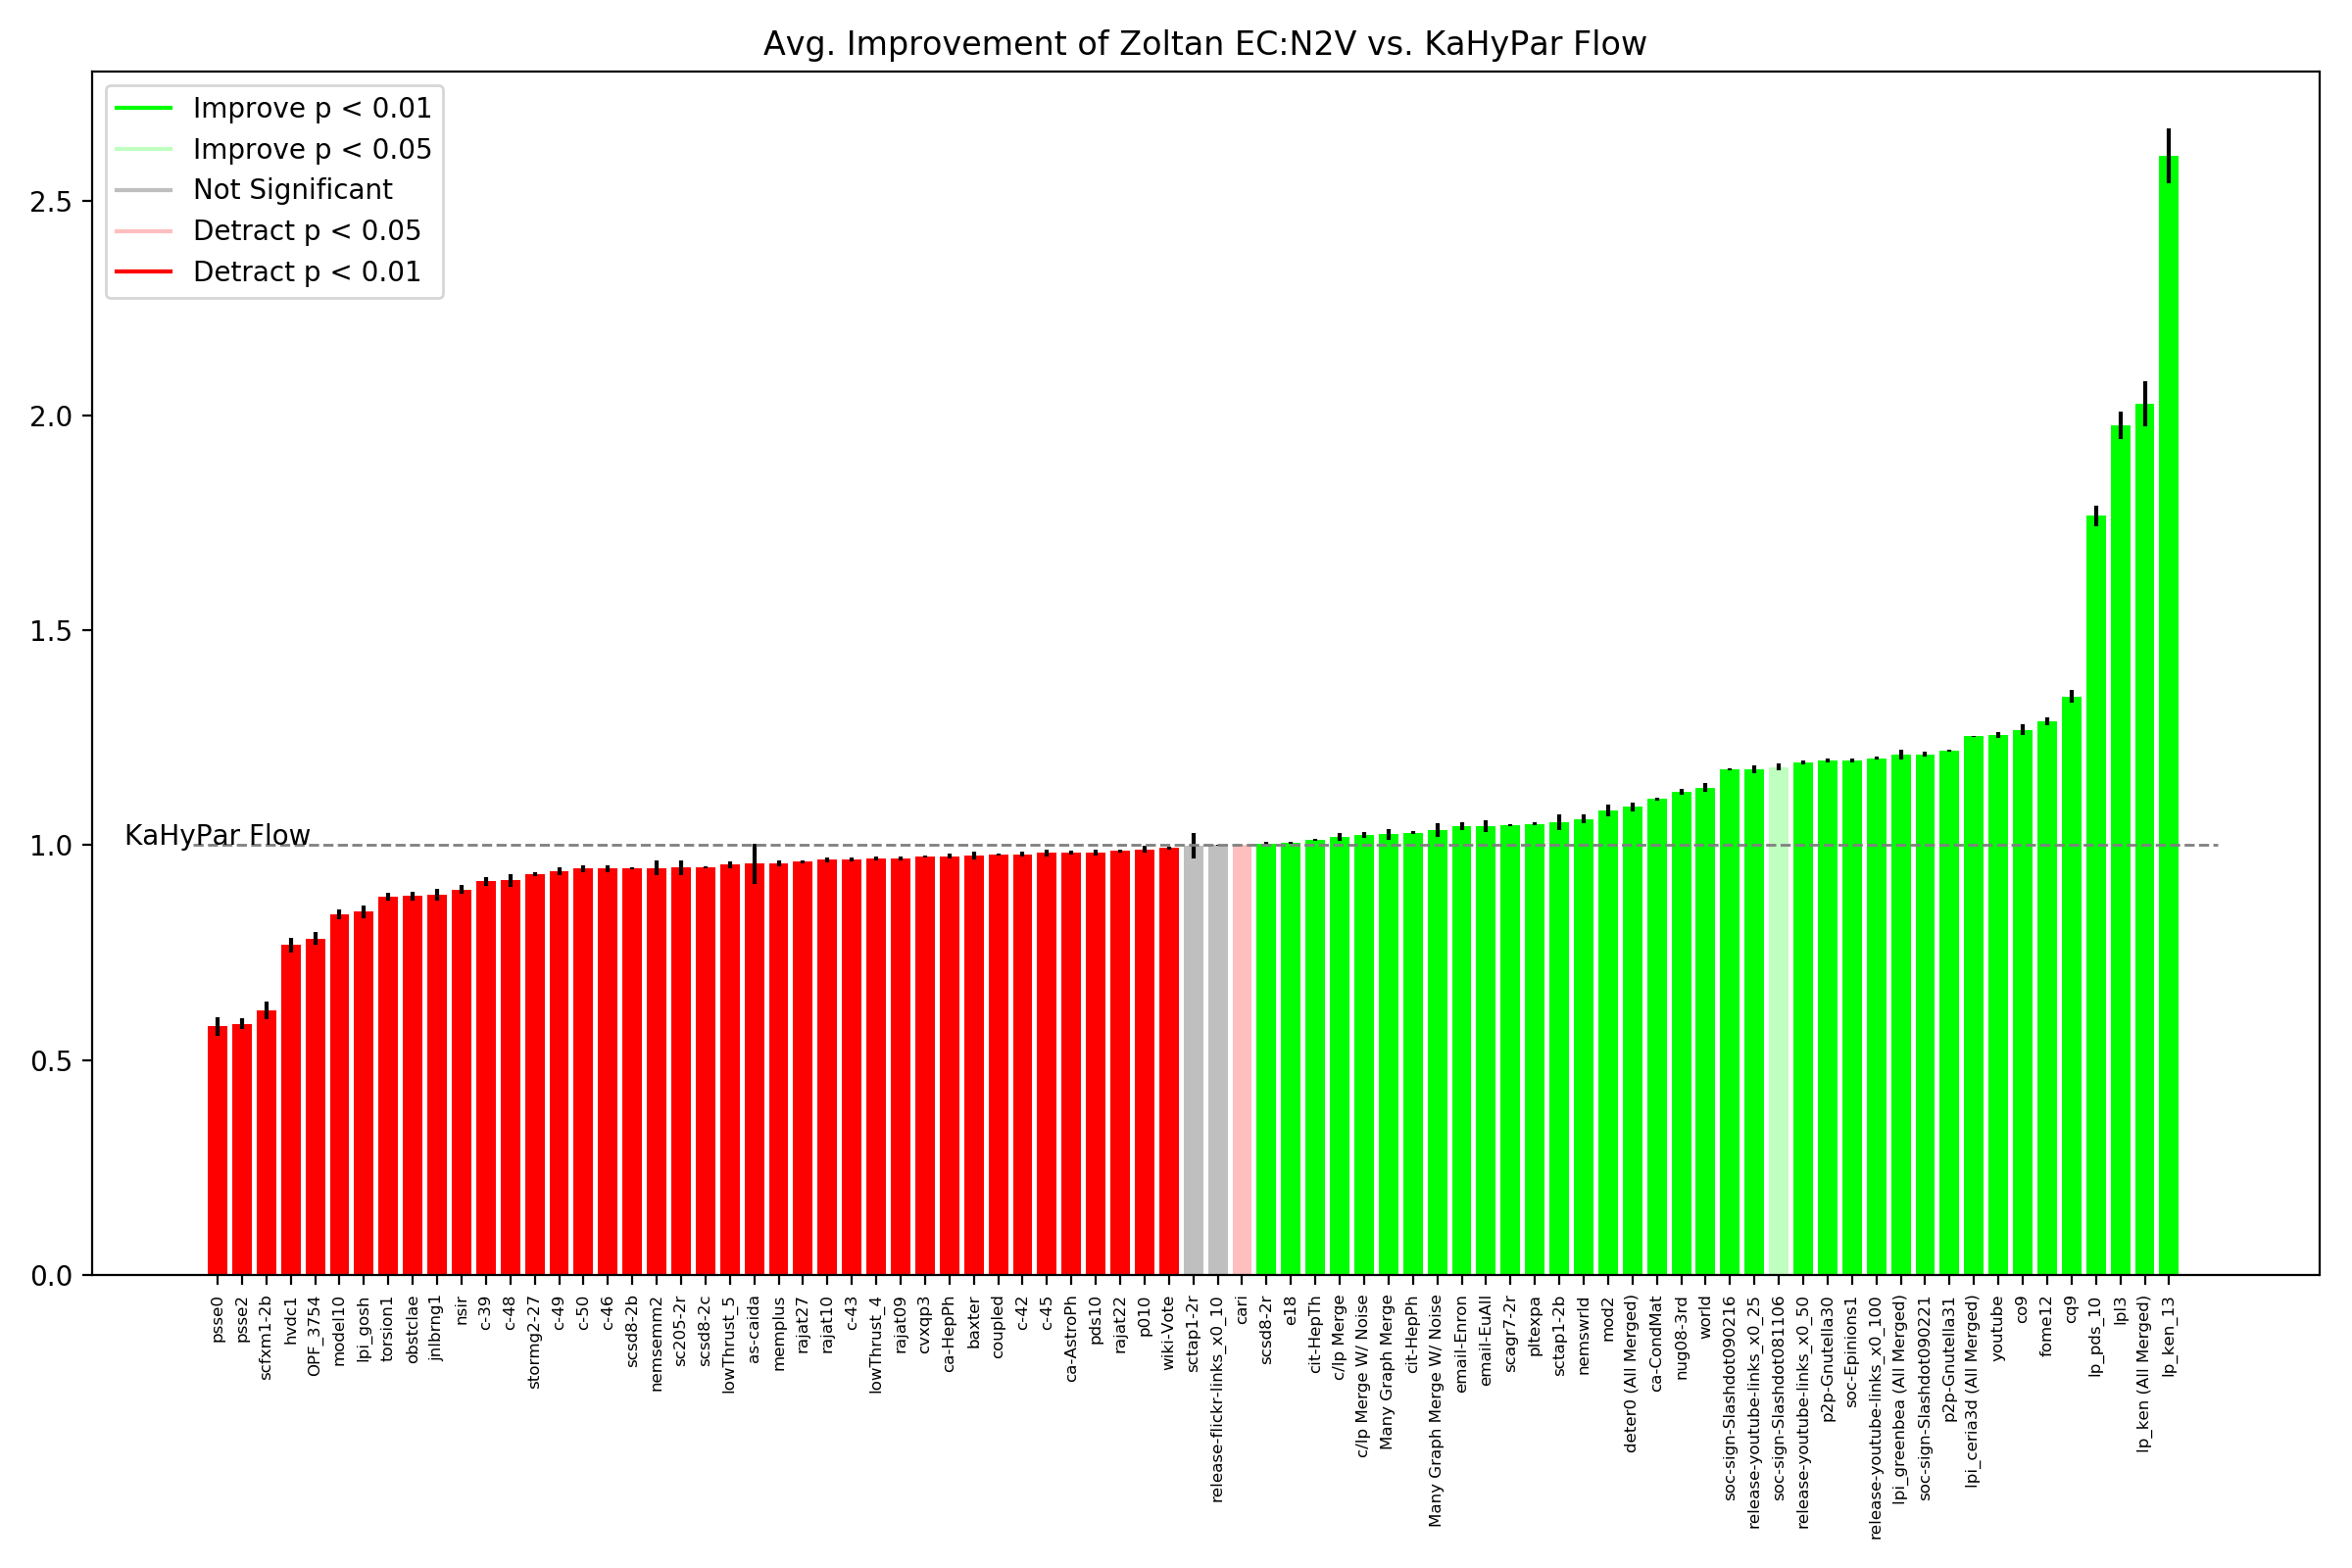 Avg. Improvement of Zoltan EC:N2V vs. KaHyPar Flow
Improve p < 0.01
Improve p < 0.05
Not Significant
Detract p < 0.05
Detract p < 0.01
2.5
2.0
1.5
1.0
0.5
0.0
KaHyPar Flow
psse0
psse2
scfxm1-2b
hvdc1
OPF_3754
model10
lpi_gosh
torsion1
obstclae
jnlbrng1
nsir
c-39
c-48
stormg2-27
c-49
c-50
c-46
scsd8-2b
nemsemm2
sc205-2r
scsd8-2c
lowThrust_5
as-caida
memplus
rajat27
rajat10
c-43
lowThrust_4
rajat09
cvxqp3
ca-HepPh
baxter
coupled
c-42
c-45
ca-AstroPh
pds10
rajat22
p010
wiki-Vote
sctap1-2r
release-flickr-links_x0_10
cari
scsd8-2r
e18
cit-HepTh
c/lp Merge
c/lp Merge W/ Noise
Many Graph Merge
cit-HepPh
Many Graph Merge W/ Noise
email-Enron
email-EuAll
scagr7-2r
pltexpa
sctap1-2b
nemswrld
mod2
deter0 (All Merged)
ca-CondMat
nug08-3rd
world
soc-sign-Slashdot090216
release-youtube-links_x0_25
soc-sign-Slashdot081106
release-youtube-links_x0_50
p2p-Gnutella30
soc-Epinions1
release-youtube-links_x0_100
lpi_greenbea (All Merged)
soc-sign-Slashdot090221
p2p-Gnutella31
lpi_ceria3d (All Merged)
youtube
co9
fome12
cq9
lp_pds_10
lpl3
lp_ken (All Merged)
lp_ken_13